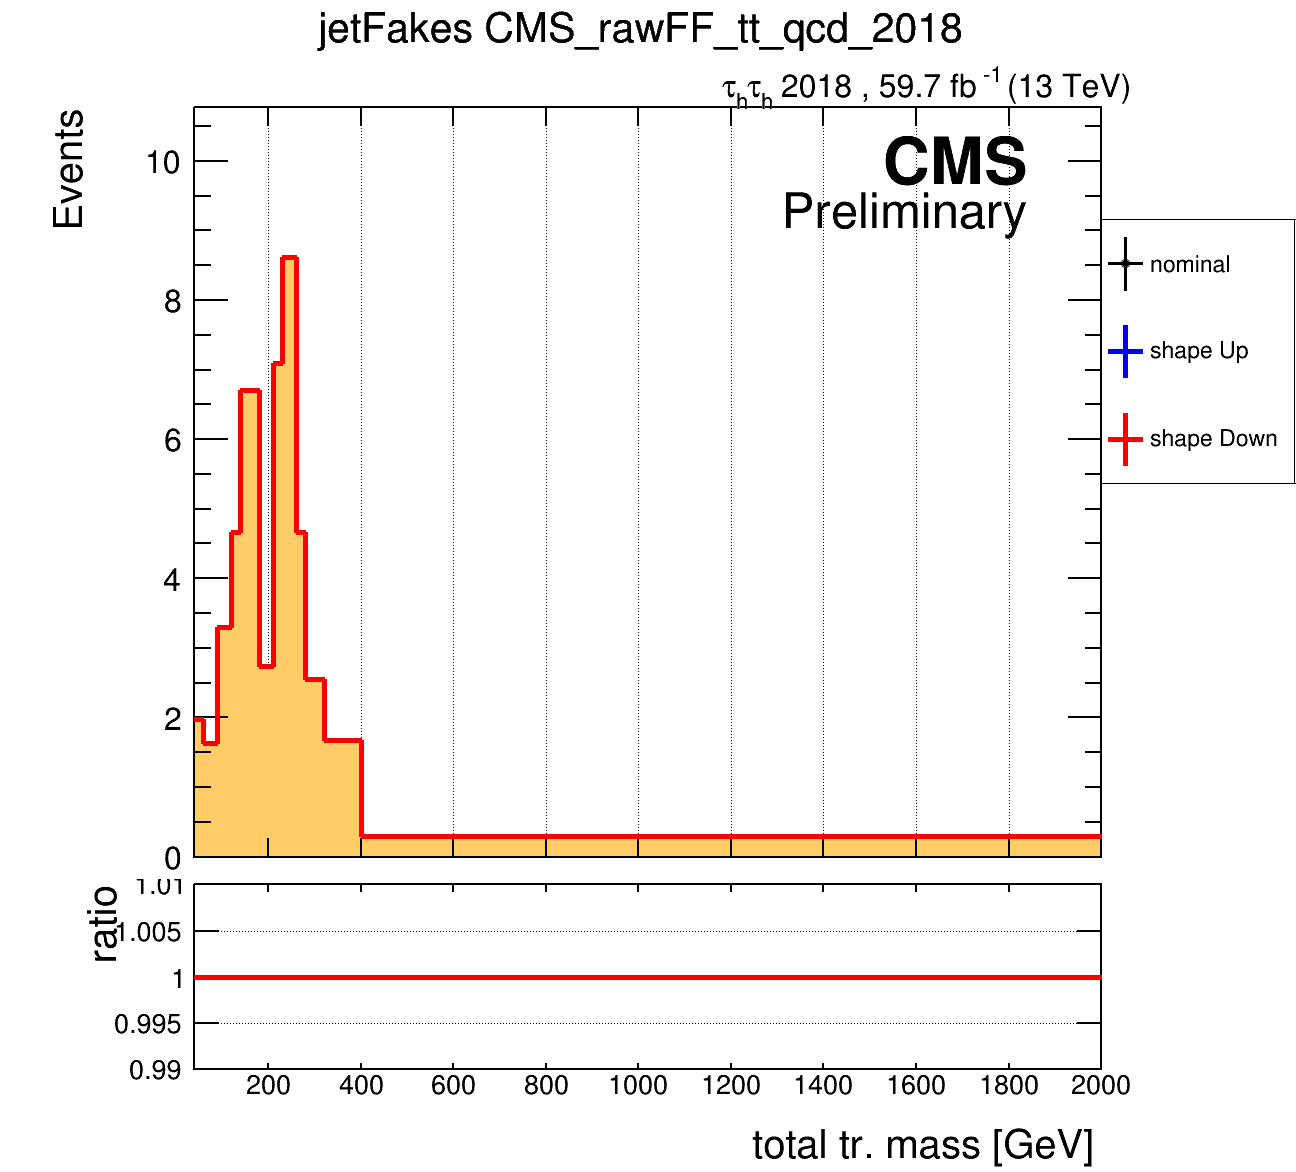 jetFakes CMS_rawFF_tt_qcd_2018
τhτh 2018 , 59.7 fb-1 (13 TeV)
Events
CMS
Preliminary
10
8
6
4
2
0
nominal
shape Up
shape Down
ratio
1.01
1.005
1
0.995
0.99
200 400 600 800 1000 1200 1400 1600 1800 2000
total tr. mass [GeV]